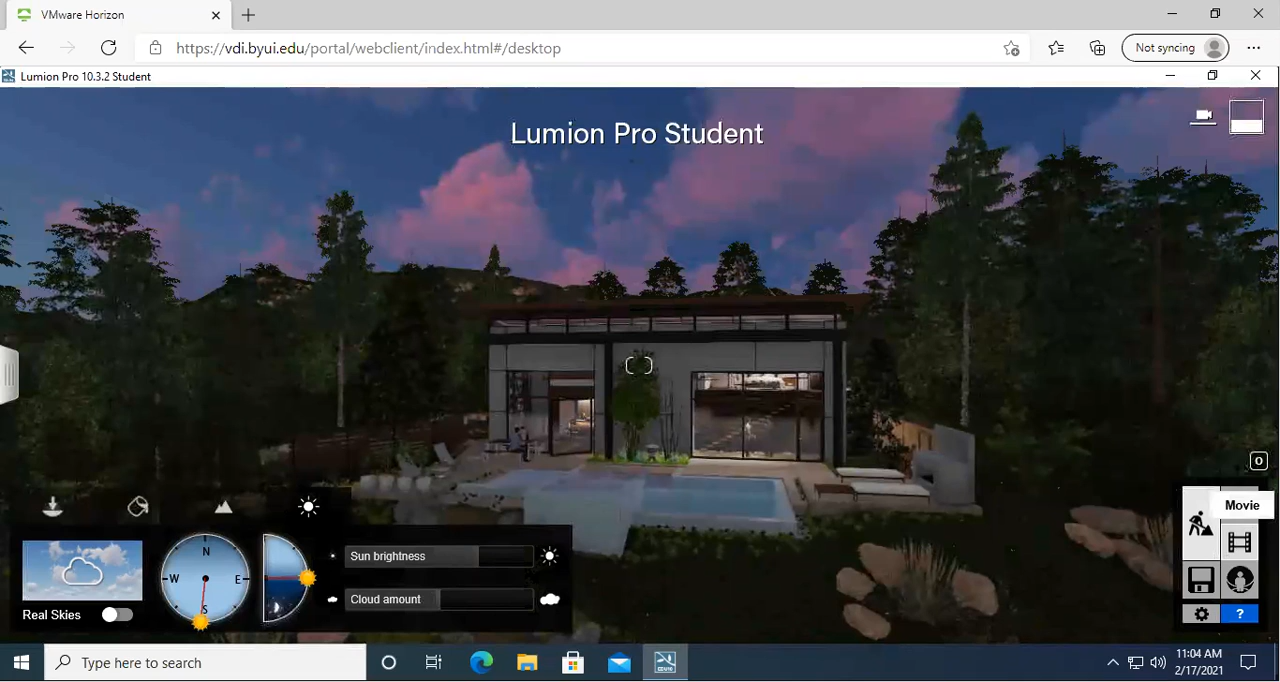 VMware Horizon
https://vdi.byui.edu/portal/webclient/index.html#/desktop
Not syncing
Lumion Pro 10.3.2 Student
Lumion Pro Student
O
Movie
N
W
E
S
Sun brightness
Cloud amount
Real Skies
?
Type here to search
11:04 AM
2/17/2021